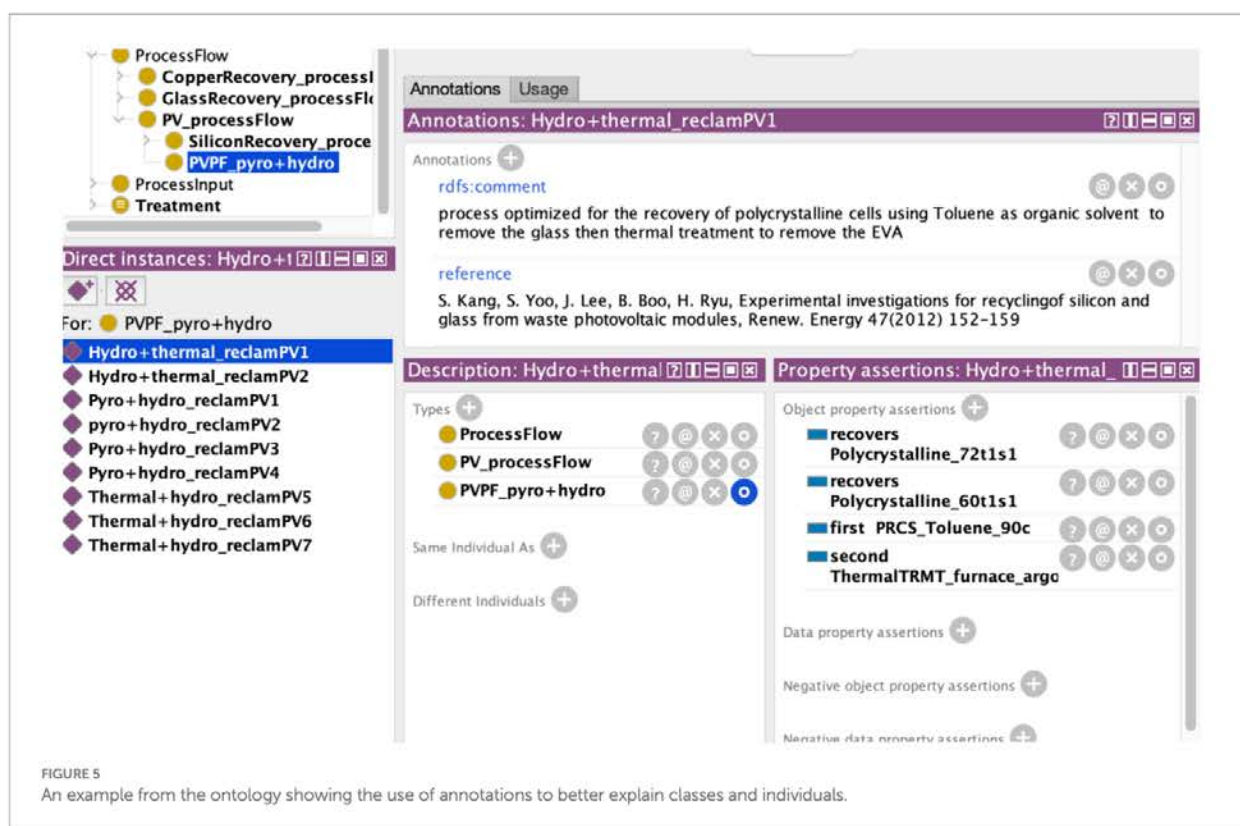 ProcessFlow
CopperRecovery_processI
GlassRecovery_processFl
PV_processFlow
SiliconRecovery_proce
PVPF_pyro+hydro
ProcessInput
Treatment
Direct instances: Hydro+t
For: PVPF_pyro+hydro
Hydro+thermal_reclamPV1
Hydro+thermal_reclamPV2
Pyro+hydro_reclamPV1
pyro+hydro_reclamPV2
Pyro+hydro_reclamPV3
Pyro+hydro_reclamPV4
Thermal+hydro_reclamPV5
Thermal+hydro_reclamPV6
Thermal+hydro_reclamPV7
Annotations Usage
Annotations: Hydro+thermal_reclamPV1
Annotations
rdfs:comment
process optimized for the recovery of polycrystalline cells using Toluene as organic solvent to
remove the glass then thermal treatment to remove the EVA
reference
S. Kang, S. Yoo, J. Lee, B. Boo, H. Ryu, Experimental investigations for recyclingof silicon and
glass from waste photovoltaic modules, Renew. Energy 47(2012) 152-159
Description: Hydro+thermal
Types
ProcessFlow
PV_processFlow
PVPF_pyro+hydro
Same Individual As
Different Individuals
Property assertions: Hydro+thermal_
Object property assertions
recovers
Polycrystalline_72t1s1
recovers
Polycrystalline_60t1s1
first PRCS_Toluene_90c
second
ThermalTRMT_furnace_argo
Data property assertions
Negative object property assertions
Negative data property assertions
FIGURE 5
An example from the ontology showing the use of annotations to better explain classes and individuals.